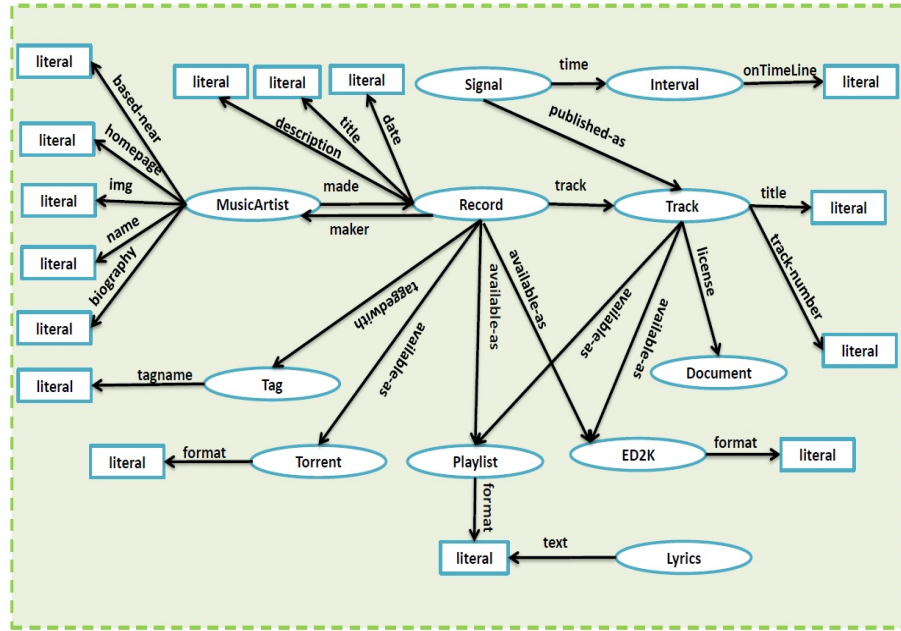 literal
literal
literal
literal
Signal
time
Interval
onTimeLine
literal
based-near
description
title
date
published-as
literal
homepage
img
literal
MusicArtist
made
maker
Record
track
Track
title
literal
name
literal
biography
literal
taggedwith
available-as
available-as
available-as
available-as
available-as
license
track-number
literal
literal
tagname
Tag
Document
literal
format
Torrent
Playlist
ED2K
format
literal
format
literal
text
Lyrics